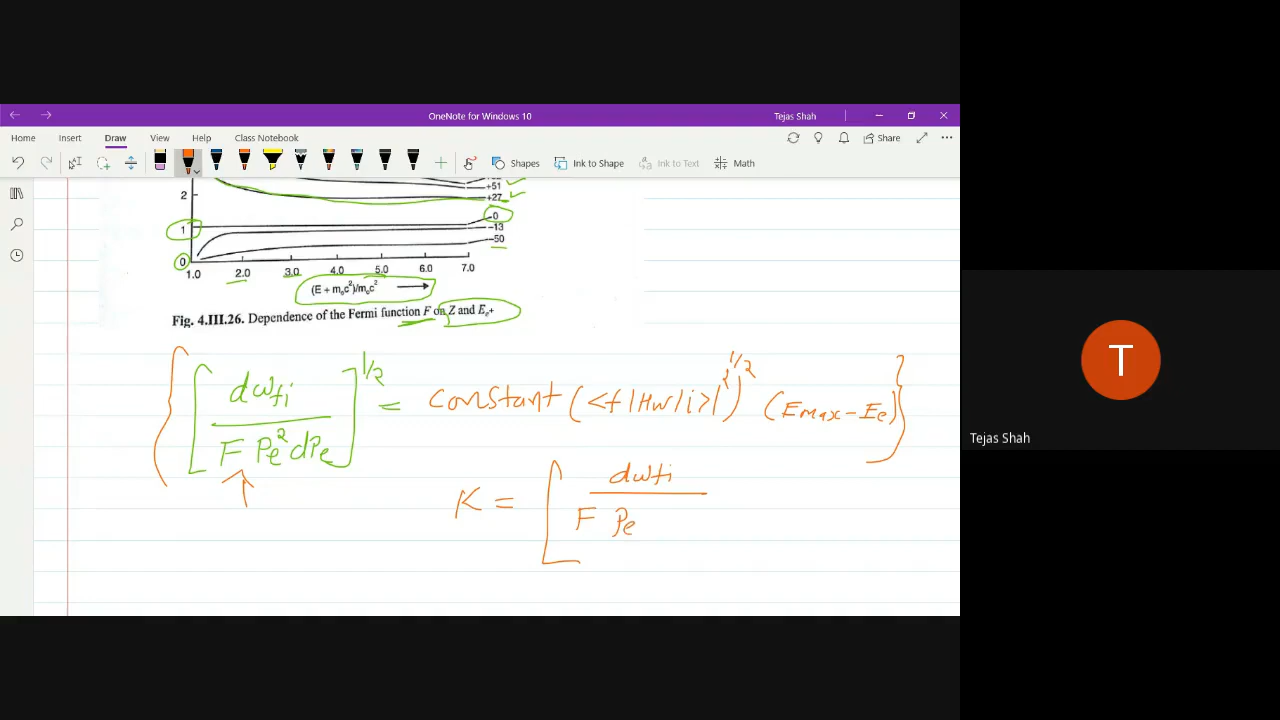 OneNote for Windows 10
Tejas Shah
Home Insert Draw View Help Class Notebook
Share
Shapes Ink to Shape Ink to Text Math
+51
+27
2
0
1
-13
-50
0
1.0 2.0 3.0 4.0 5.0 6.0 7.0
(E + m₀c²)/m₀c²
Fig. 4.III.26. Dependence of the Fermi function F on Z and Eₑ+
{ [ dωfi / F Pe² dPe ]^1/2 = constant (<f|Hw|i>|²)^1/2 (Emax - Ee) }
K = [ dωfi / F Pe
T
Tejas Shah